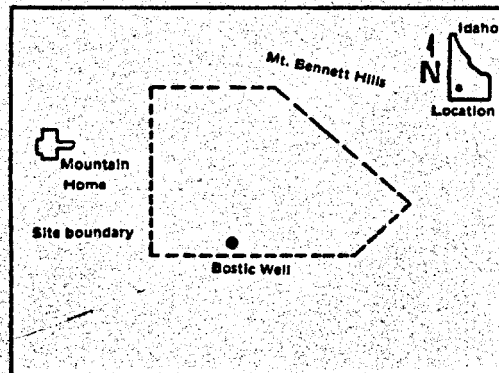 Idaho
Mt. Bennett Hills
N
Location
Mountain
Home
Site boundary
Bostic Well